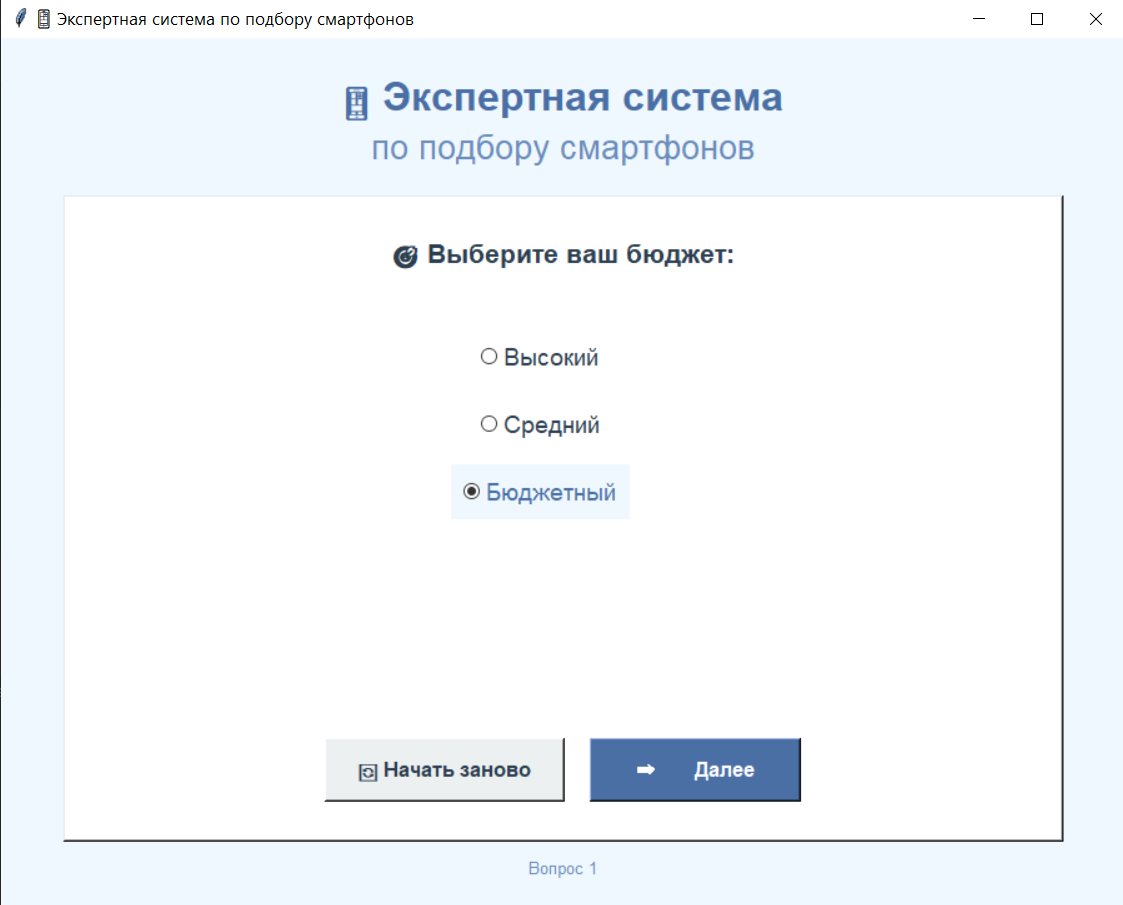 Экспертная система по подбору смартфонов
Экспертная система
по подбору смартфонов
Выберите ваш бюджет:
Высокий
Средний
Бюджетный
Начать заново
Далее
Вопрос 1